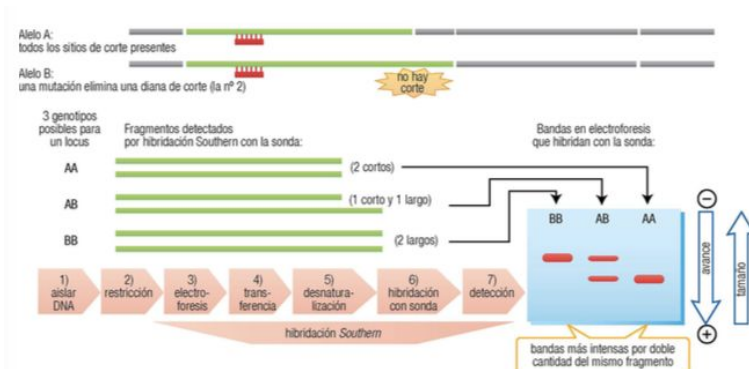 Alelo A:
todos los sitios de corte presentes
Alelo B:
una mutación elimina una diana de corte (la nº 2)
no hay
corte
3 genotipos
posibles para
un locus
Fragmentos detectados
por hibridación Southern con la sonda:
Bandas en electroforesis
que hibridan con la sonda:
AA
(2 cortos)
AB
(1 corto y 1 largo)
BB
(2 largos)
BB AB AA
−
avance
tamaño
+
1)
aislar
DNA
2)
restricción
3)
electro-
foresis
4)
trans-
ferencia
5)
desnatura-
lización
6)
hibridación
con sonda
7)
detección
hibridación Southern
bandas más intensas por doble
cantidad del mismo fragmento